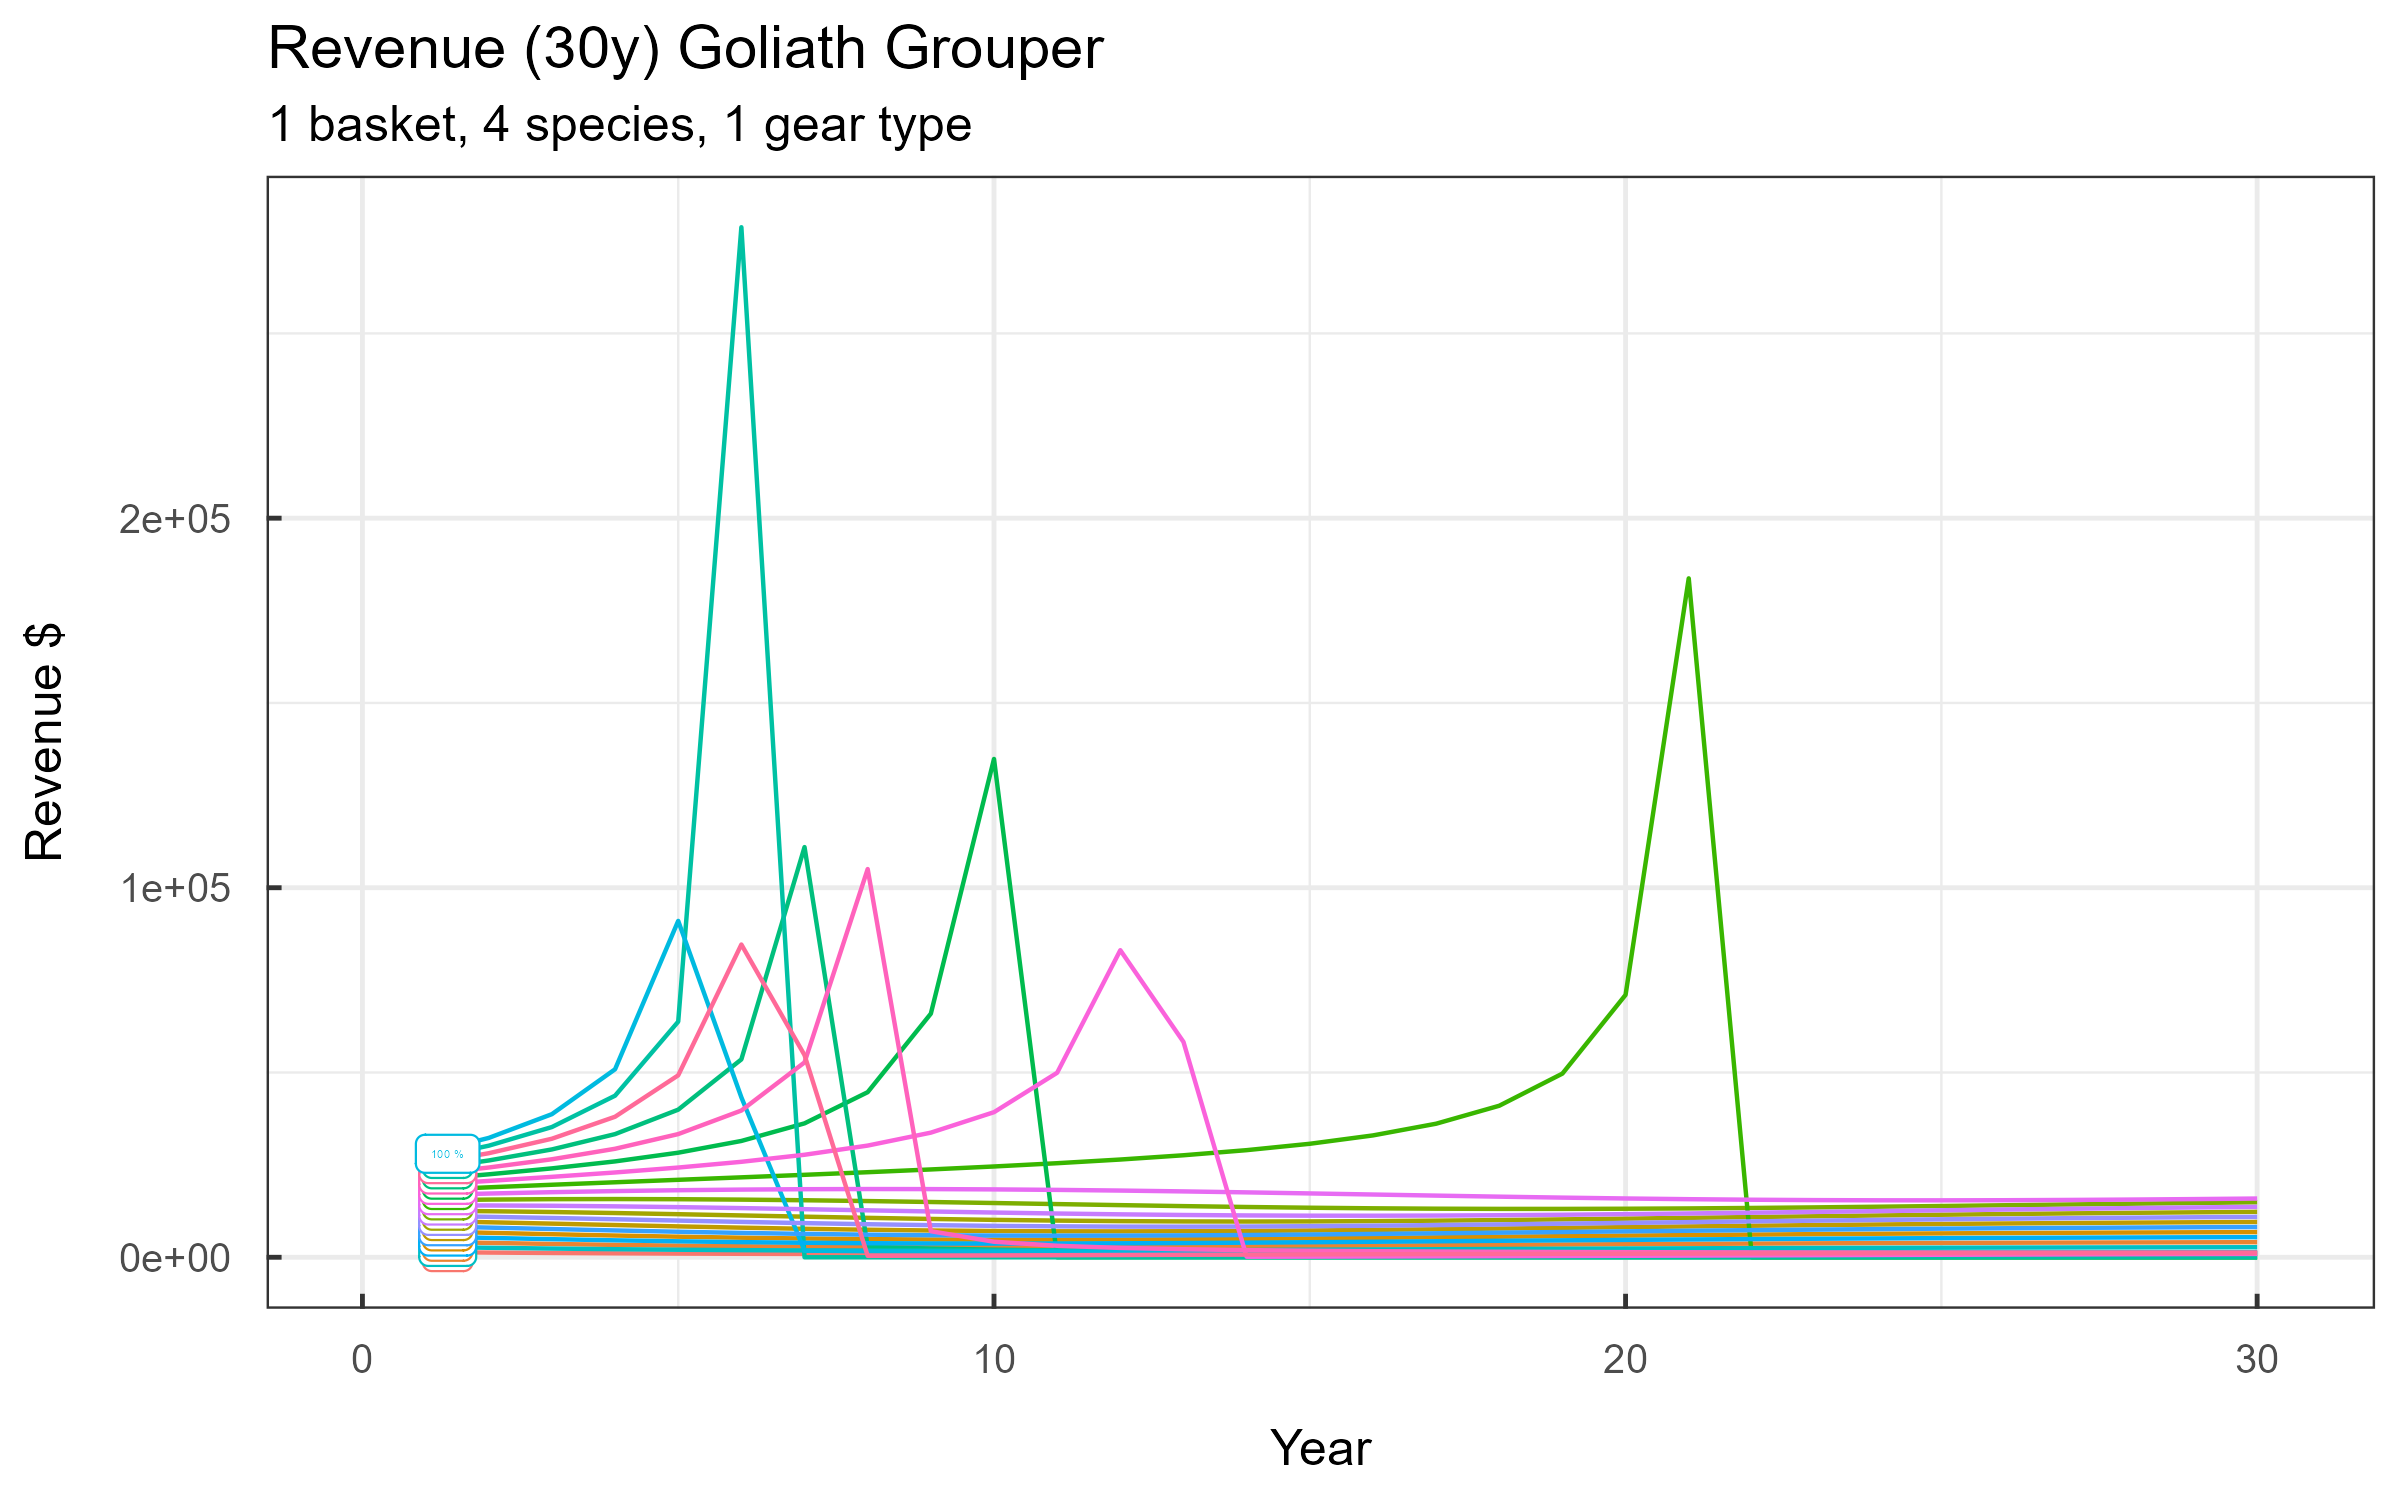 Revenue (30y) Goliath Grouper
1 basket, 4 species, 1 gear type
Revenue $
2e+05
1e+05
0e+00
100 %
0
10
20
30
Year